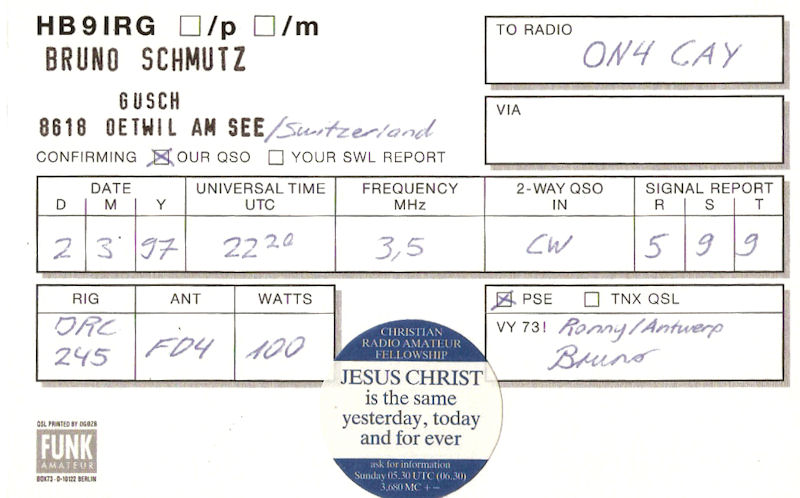 HB9IRG □/p □/m
BRUNO SCHMUTZ
GUSCH
8618 OETWIL AM SEE/Switzerland
CONFIRMING ☒ OUR QSO □ YOUR SWL REPORT
TO RADIO
ON4 CAY
VIA
DATE UNIVERSAL TIME FREQUENCY 2-WAY QSO SIGNAL REPORT
D M Y UTC MHz IN R S T
2 3 97 22 20 3,5 CW 5 9 9
RIG ANT WATTS
245 FD4 100
☒ PSE □ TNX QSL
VY 73! Ronny/Antwerp
Bruno
CHRISTIAN
RADIO AMATEUR
FELLOWSHIP
JESUS CHRIST
is the same
yesterday, today
and for ever
ask for information
Sunday 05.30 UTC (06.30)
3,680 MC + −
QSL PRINTED BY DG0ZB
FUNK
AMATEUR
BOX73 · D-10122 BERLIN